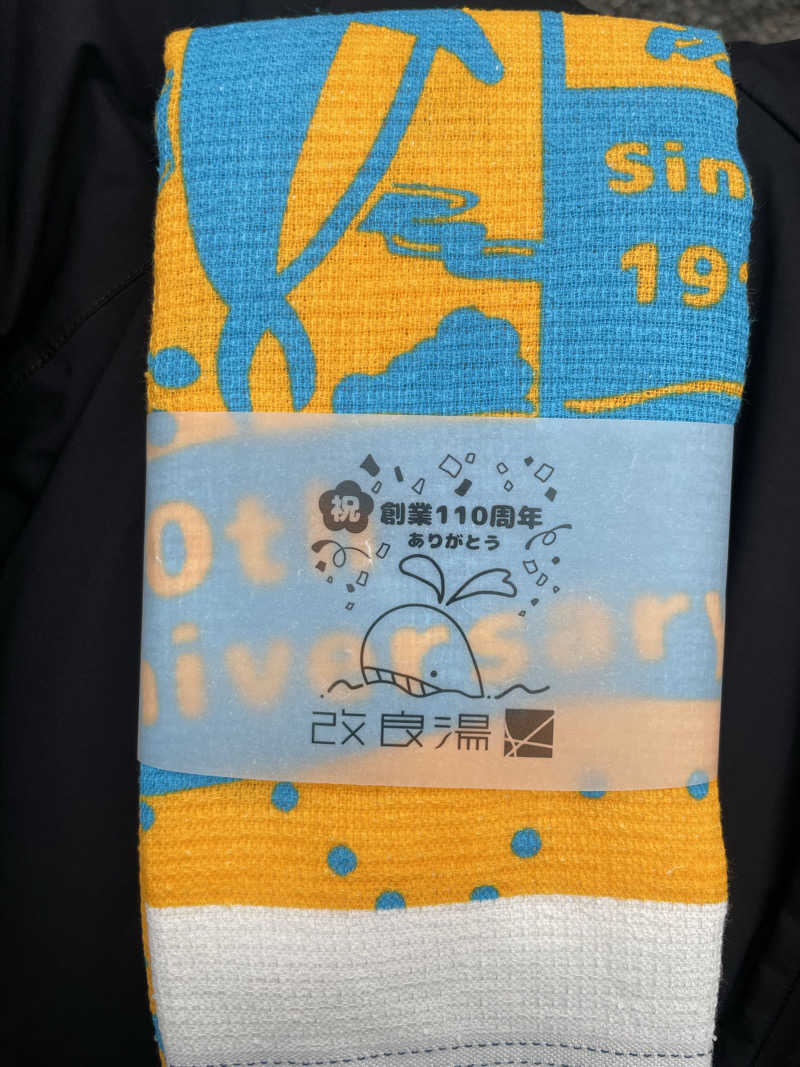 Sin
19
祝
創業110周年
ありがとう
0th
niversary
改良湯